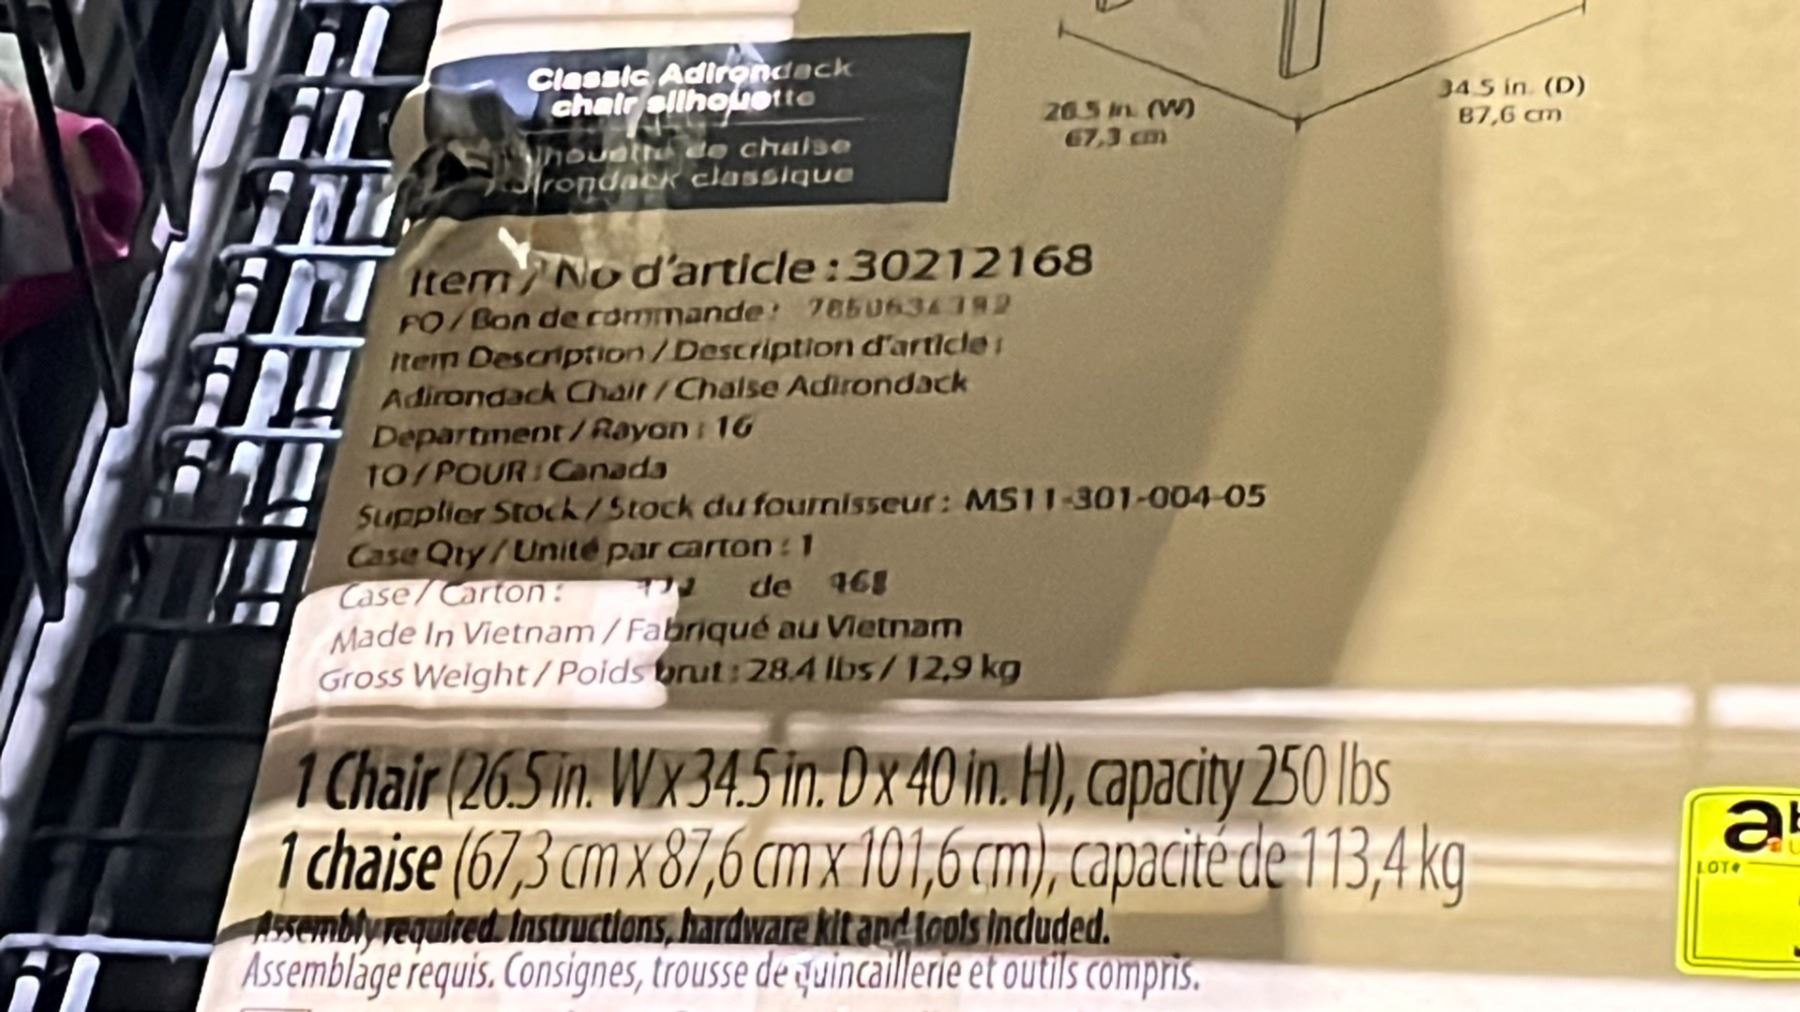 Classic Adirondack
chair silhouette
de chaise
Adirondack classique
26.5 in. (W)
67,3 cm
34.5 in. (D)
87,6 cm
Item / No d'article : 30212168
PO / Bon de commande :
Item Description / Description d'article :
Adirondack Chair / Chaise Adirondack
Department / Rayon : 16
TO / POUR : Canada
Supplier Stock / Stock du fournisseur : MS11-301-004-05
Case Qty / Unité par carton : 1
Case / Carton : de 968
Made In Vietnam / Fabriqué au Vietnam
Gross Weight / Poids brut : 28.4 lbs / 12,9 kg
1 Chair (26.5 in. W x 34.5 in. D x 40 in. H), capacity 250 lbs
1 chaise (67,3 cm x 87,6 cm x 101,6 cm), capacité de 113,4 kg
Assembly required. Instructions, hardware kit and tools included.
Assemblage requis. Consignes, trousse de quincaillerie et outils compris.
LOT#